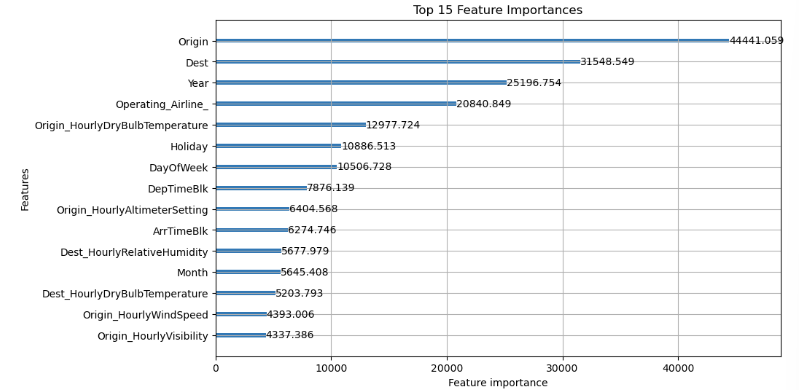 Top 15 Feature Importances
Origin 44441.059
Dest 31548.549
Year 25196.754
Operating_Airline_ 20840.849
Origin_HourlyDryBulbTemperature 12977.724
Holiday 10886.513
DayOfWeek 10506.728
DepTimeBlk 7876.139
Origin_HourlyAltimeterSetting 6404.568
ArrTimeBlk 6274.746
Dest_HourlyRelativeHumidity 5677.979
Month 5645.408
Dest_HourlyDryBulbTemperature 5203.793
Origin_HourlyWindSpeed 4393.006
Origin_HourlyVisibility 4337.386
Features
0 10000 20000 30000 40000
Feature importance